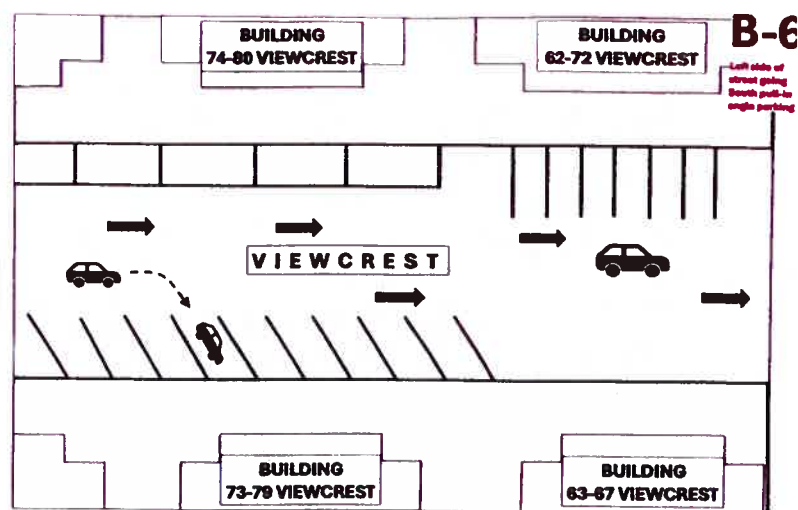 BUILDING
74-80 VIEWCREST
BUILDING
62-72 VIEWCREST
B-6
Left side of
street going
South pull-in
angle parking
VIEWCREST
BUILDING
73-79 VIEWCREST
BUILDING
63-67 VIEWCREST